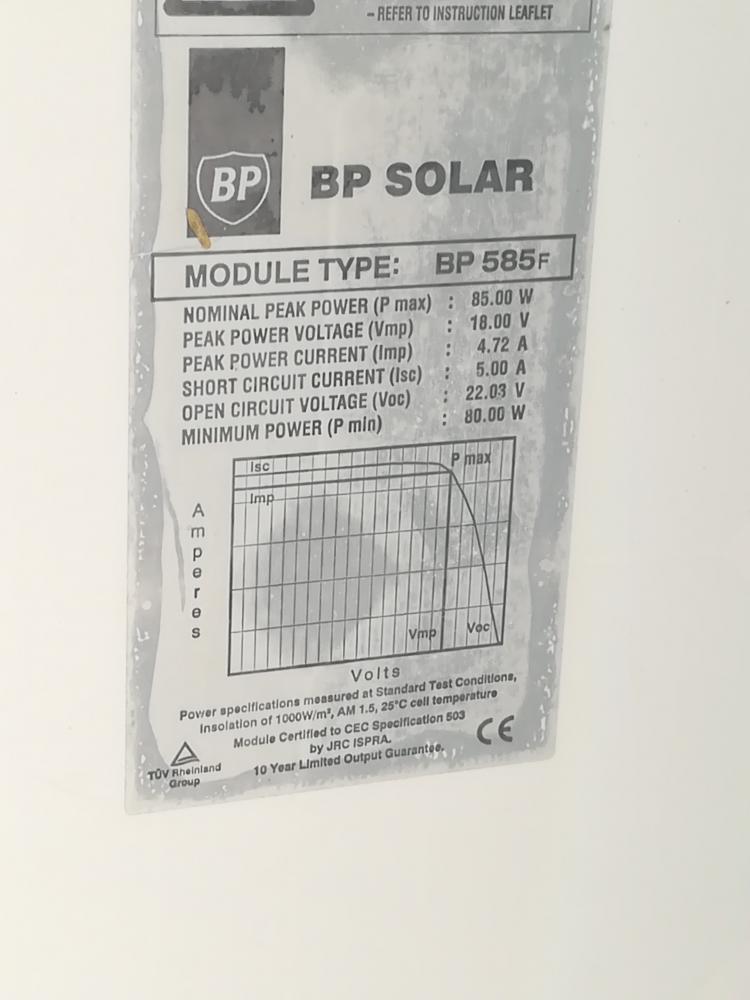 – REFER TO INSTRUCTION LEAFLET
BP
BP SOLAR
MODULE TYPE: BP 585F
NOMINAL PEAK POWER (P max) : 85.00 W
PEAK POWER VOLTAGE (Vmp) : 18.00 V
PEAK POWER CURRENT (Imp) : 4.72 A
SHORT CIRCUIT CURRENT (Isc) : 5.00 A
OPEN CIRCUIT VOLTAGE (Voc) : 22.03 V
MINIMUM POWER (P min) : 80.00 W
Isc
P max
Imp
Amperes
Vmp
Voc
Volts
Power specifications measured at Standard Test Conditions,
Insolation of 1000W/m², AM 1.5, 25°C cell temperature
Module Certified to CEC Specification 503
by JRC ISPRA.
10 Year Limited Output Guarantee.
CE
TÜV Rheinland
Group